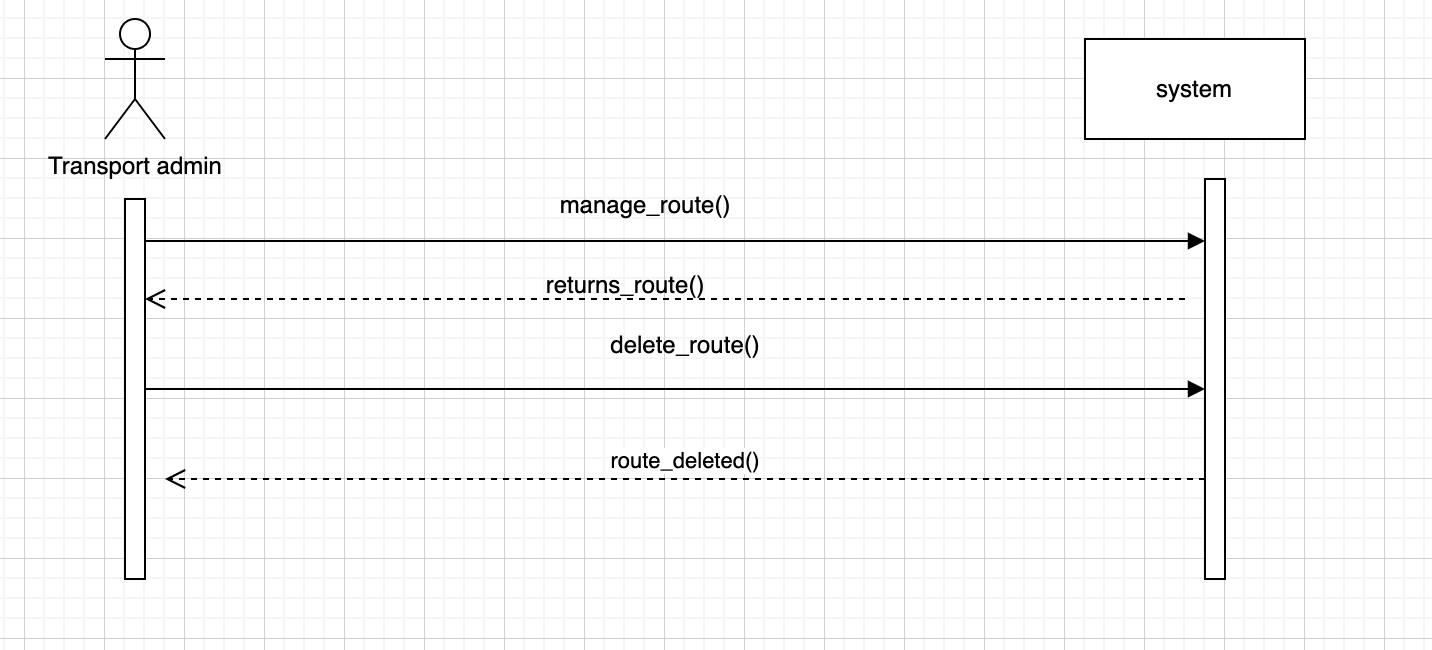 system
Transport admin
manage_route()
returns_route()
delete_route()
route_deleted()